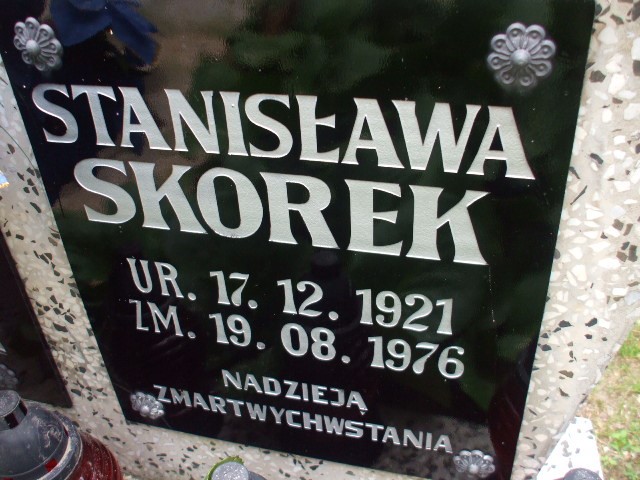 STANISŁAWA
SKOREK
UR. 17. 12. 1921
ZM. 19. 08. 1976
NADZIEJĄ
ZMARTWYCHWSTANIA